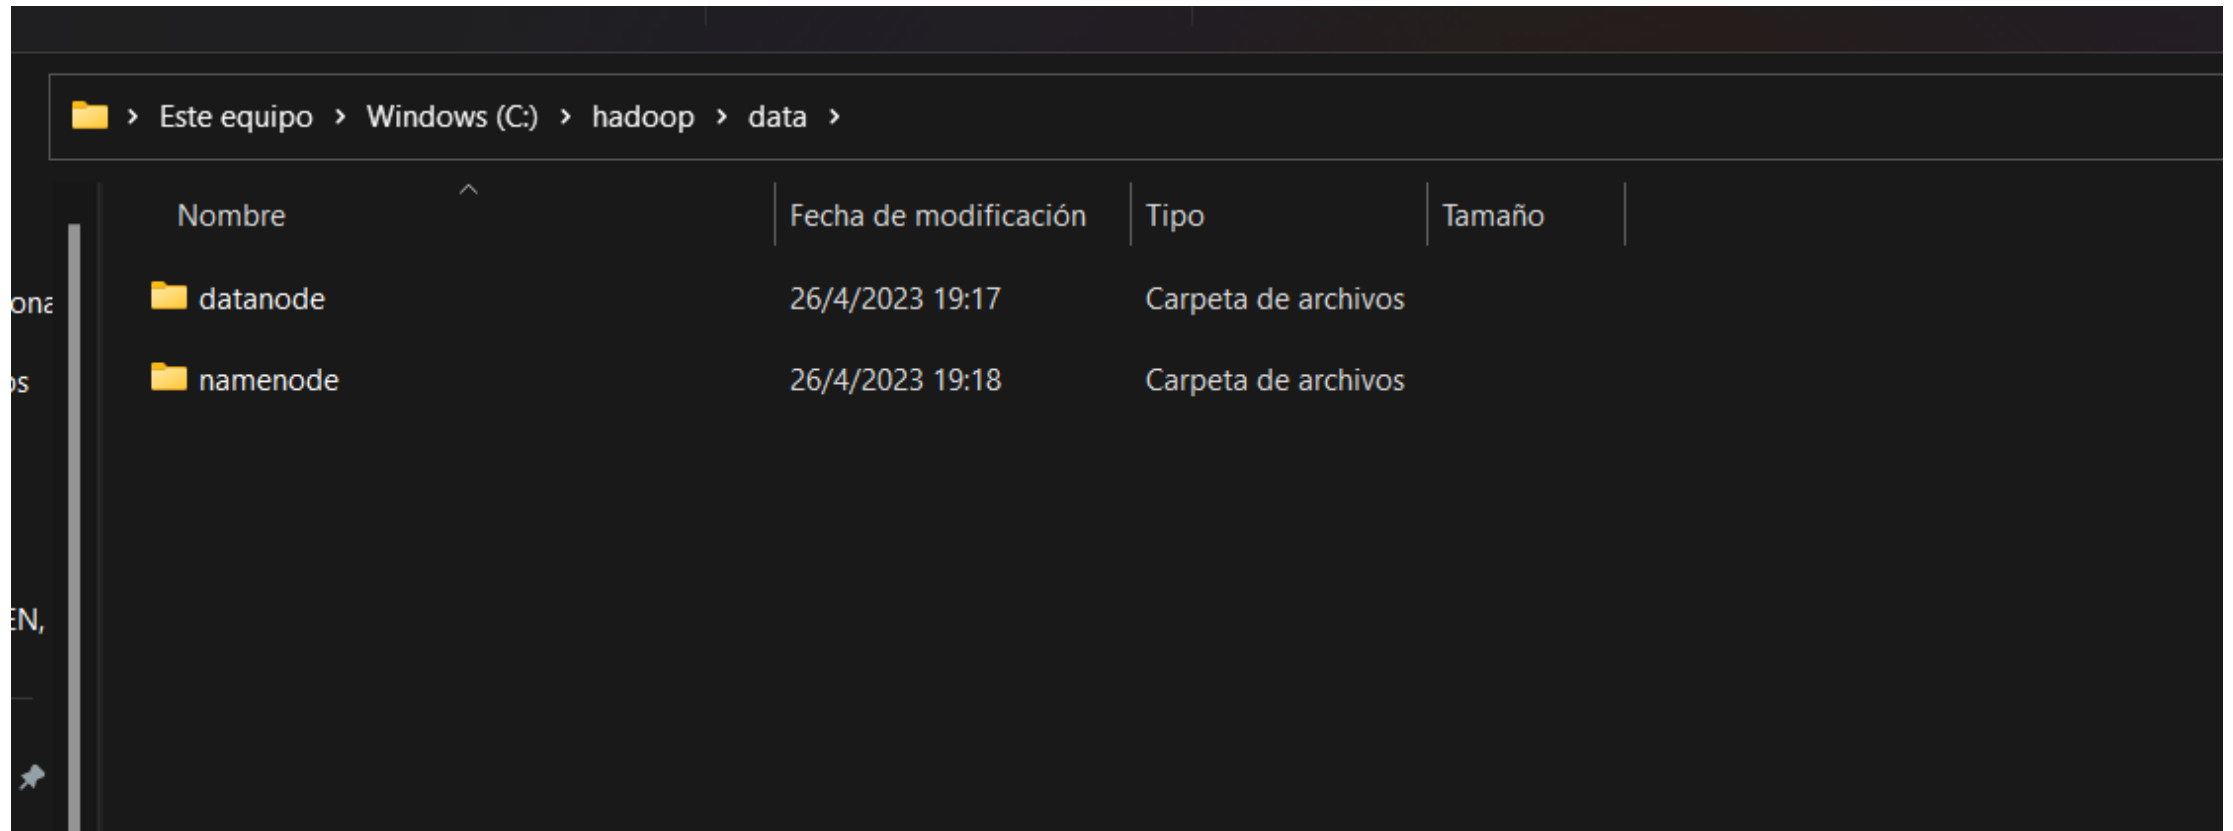 Este equipo > Windows (C:) > hadoop > data >
Nombre Fecha de modificación Tipo Tamaño
datanode 26/4/2023 19:17 Carpeta de archivos
namenode 26/4/2023 19:18 Carpeta de archivos
EN,